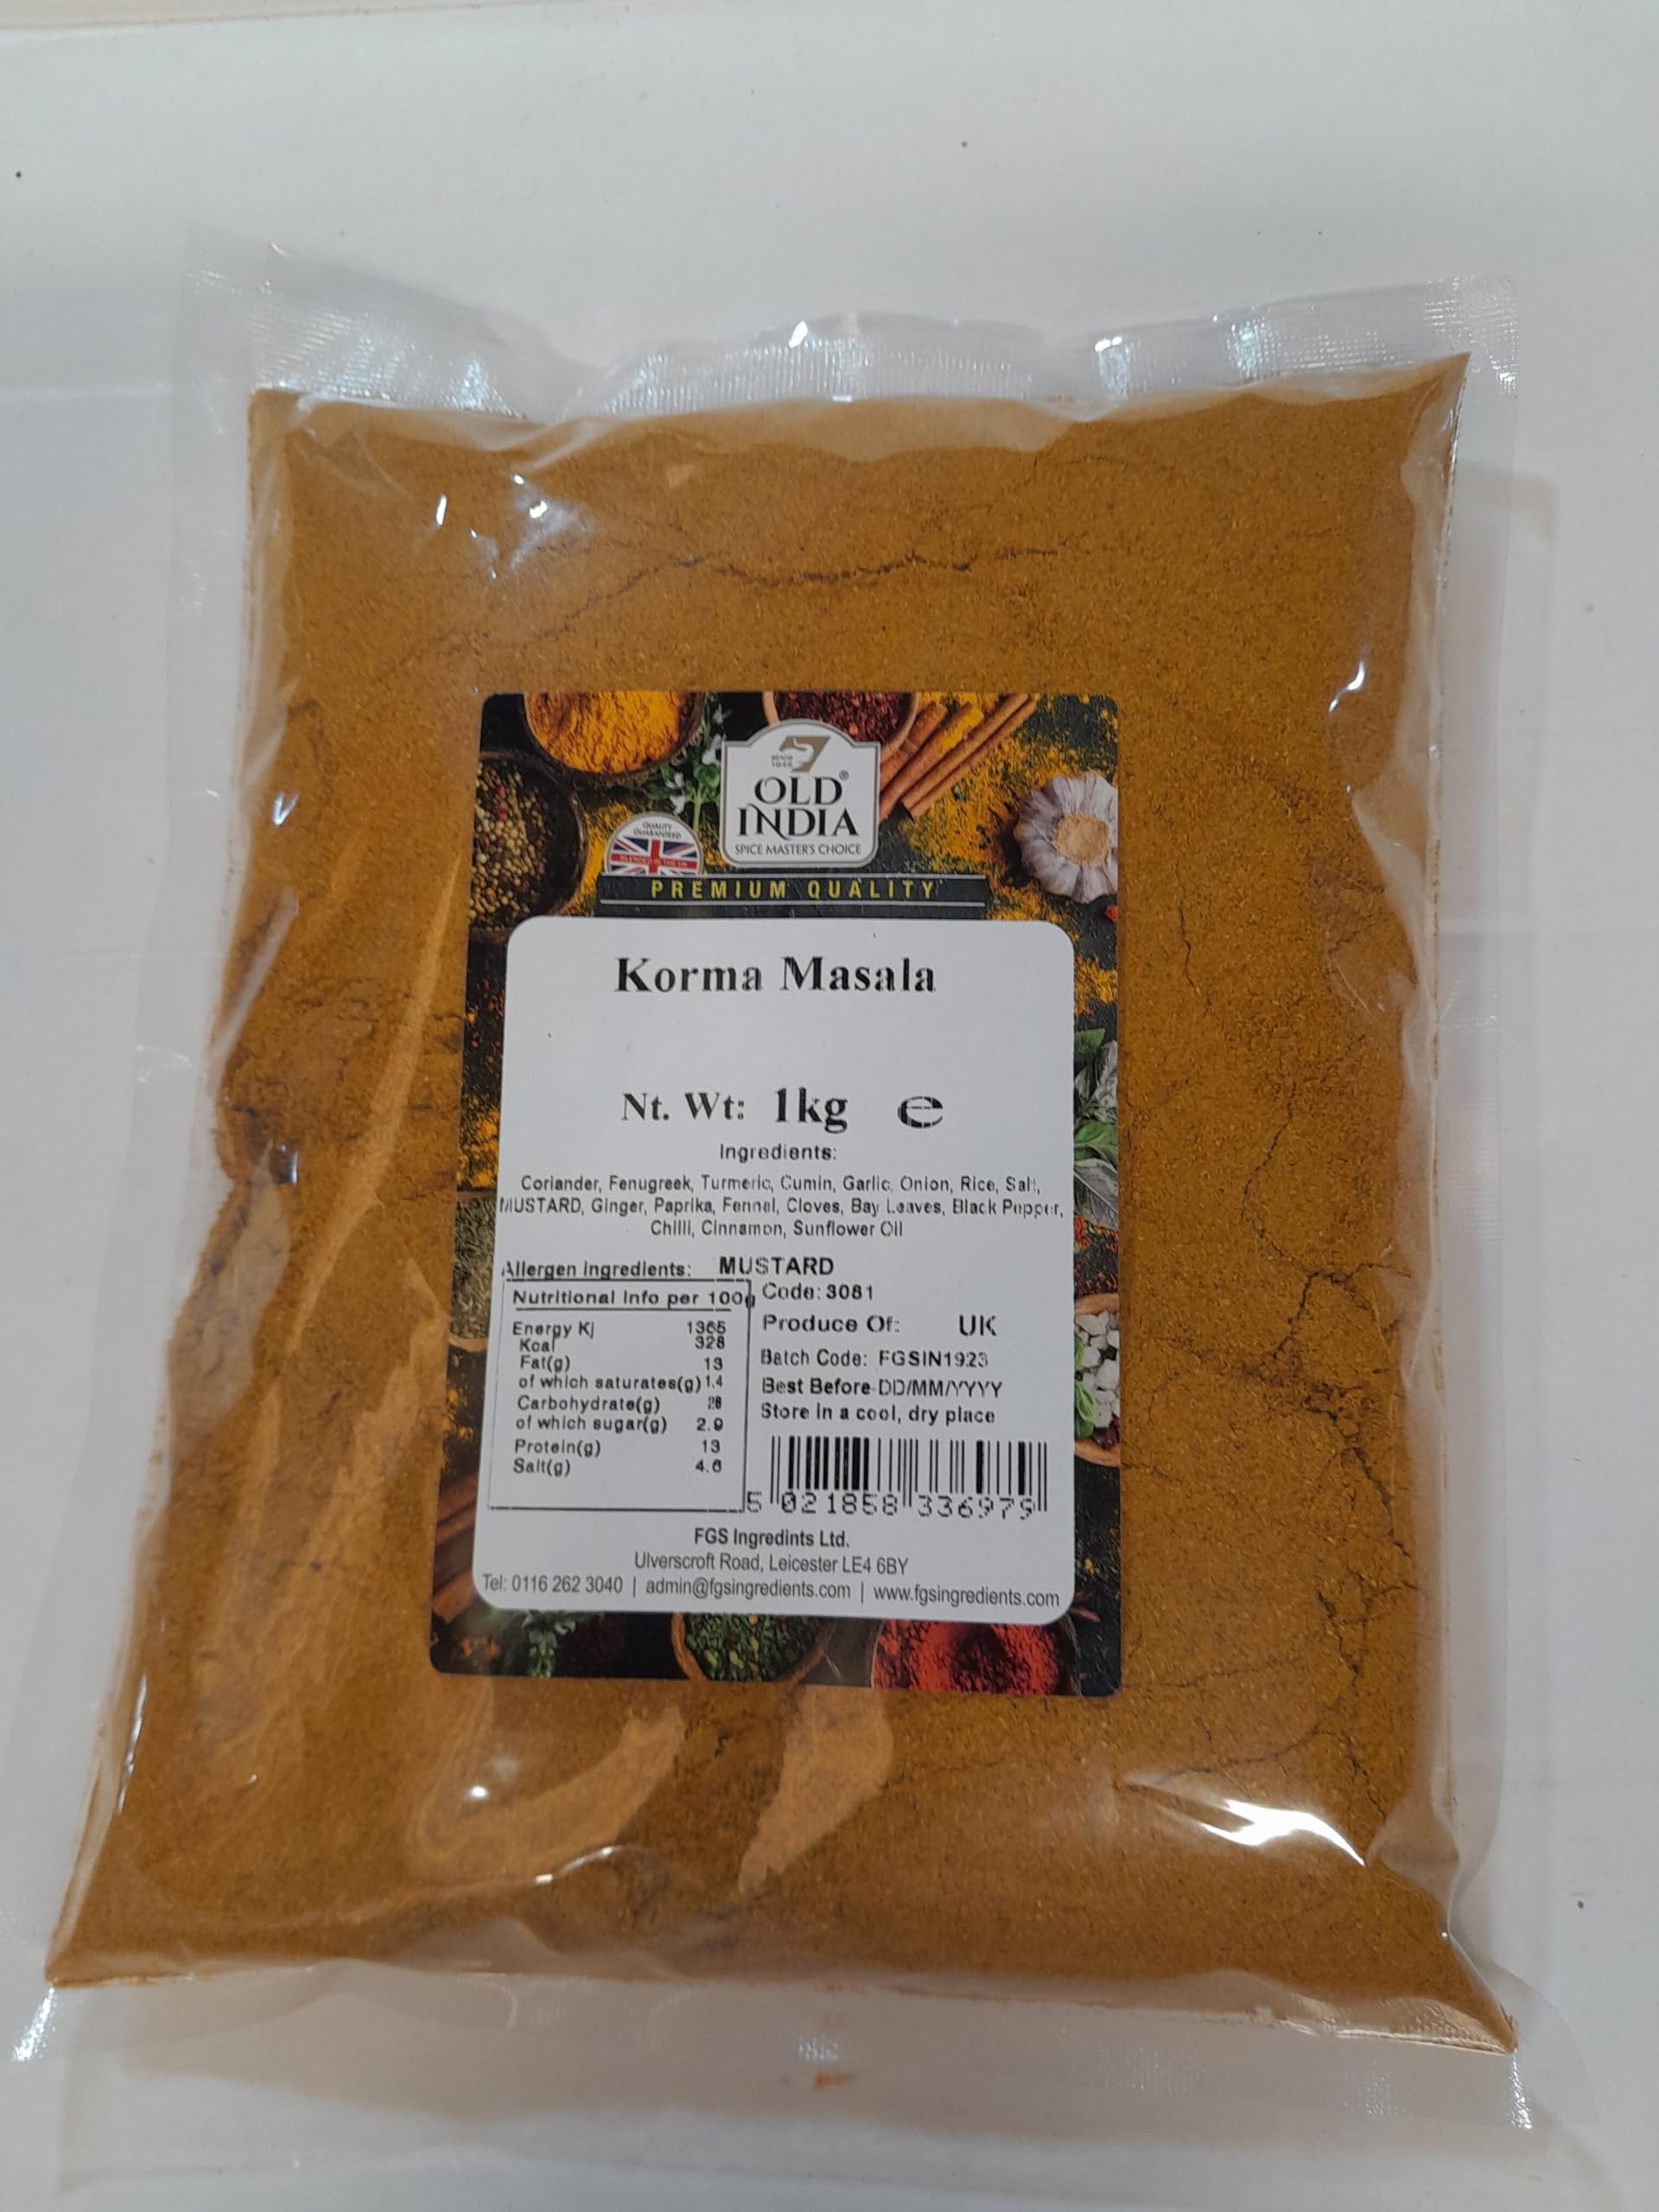 SINCE
OLD®
INDIA
SPICE MASTER'S CHOICE
QUALITY
GUARANTEED
BLENDED IN THE UK
PREMIUM QUALITY
Korma Masala
Nt. Wt: 1kg e
Ingredients:
Coriander, Fenugreek, Turmeric, Cumin, Garlic, Onion, Rice, Salt,
MUSTARD, Ginger, Paprika, Fennel, Cloves, Bay Leaves, Black Pepper,
Chilli, Cinnamon, Sunflower Oil
Allergen Ingredients: MUSTARD
Nutritional Info per 100g
Energy Kj 1365
Kcal 328
Fat(g) 13
of which saturates(g) 1.4
Carbohydrate(g) 28
of which sugar(g) 2.9
Protein(g) 13
Salt(g) 4.6
Code: 3081
Produce Of: UK
Batch Code: FGSIN1923
Best Before-DD/MM/YYYY
Store in a cool, dry place
5 021858 336979
FGS Ingredints Ltd.
Ulverscroft Road, Leicester LE4 6BY
Tel: 0116 262 3040 | admin@fgsingredients.com | www.fgsingredients.com